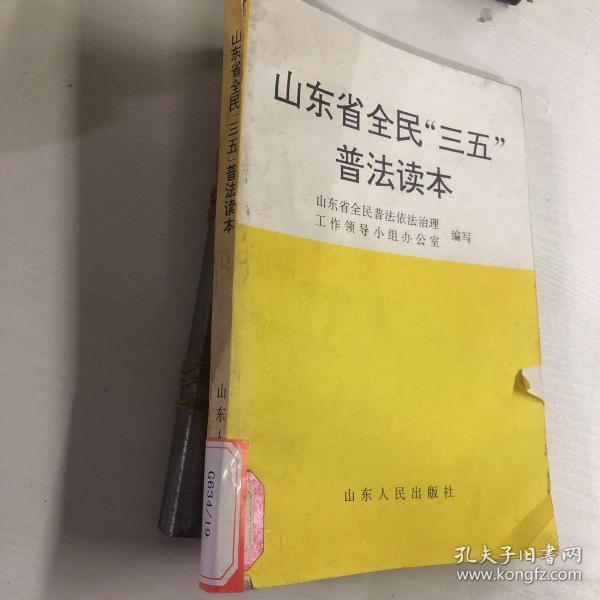 山东省全民“三五”
普法读本
山东省全民普法依法治理
工作领导小组办公室 编写
山东人民出版社
山东省全民“三五”普法读本
山东
G634/19
孔夫子旧书网
www.kongfz.com